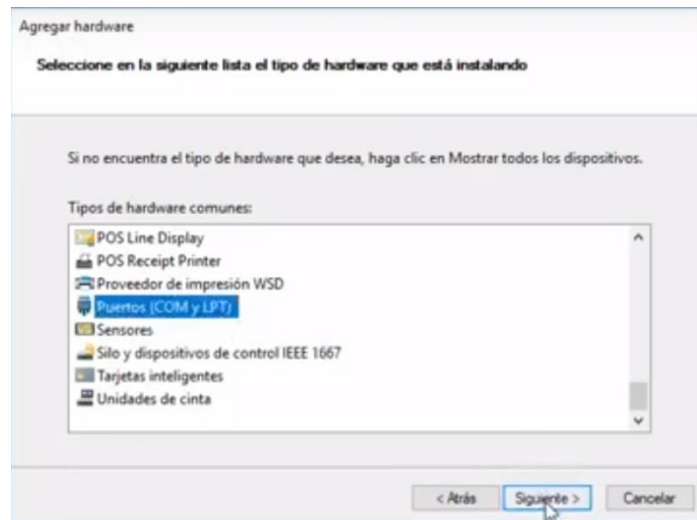 Agregar hardware
Seleccione en la siguiente lista el tipo de hardware que está instalando
Si no encuentra el tipo de hardware que desea, haga clic en Mostrar todos los dispositivos.
Tipos de hardware comunes:
POS Line Display
POS Receipt Printer
Proveedor de impresión WSD
Puertos (COM y LPT)
Sensores
Silo y dispositivos de control IEEE 1667
Tarjetas inteligentes
Unidades de cinta
< Atrás Siguiente > Cancelar